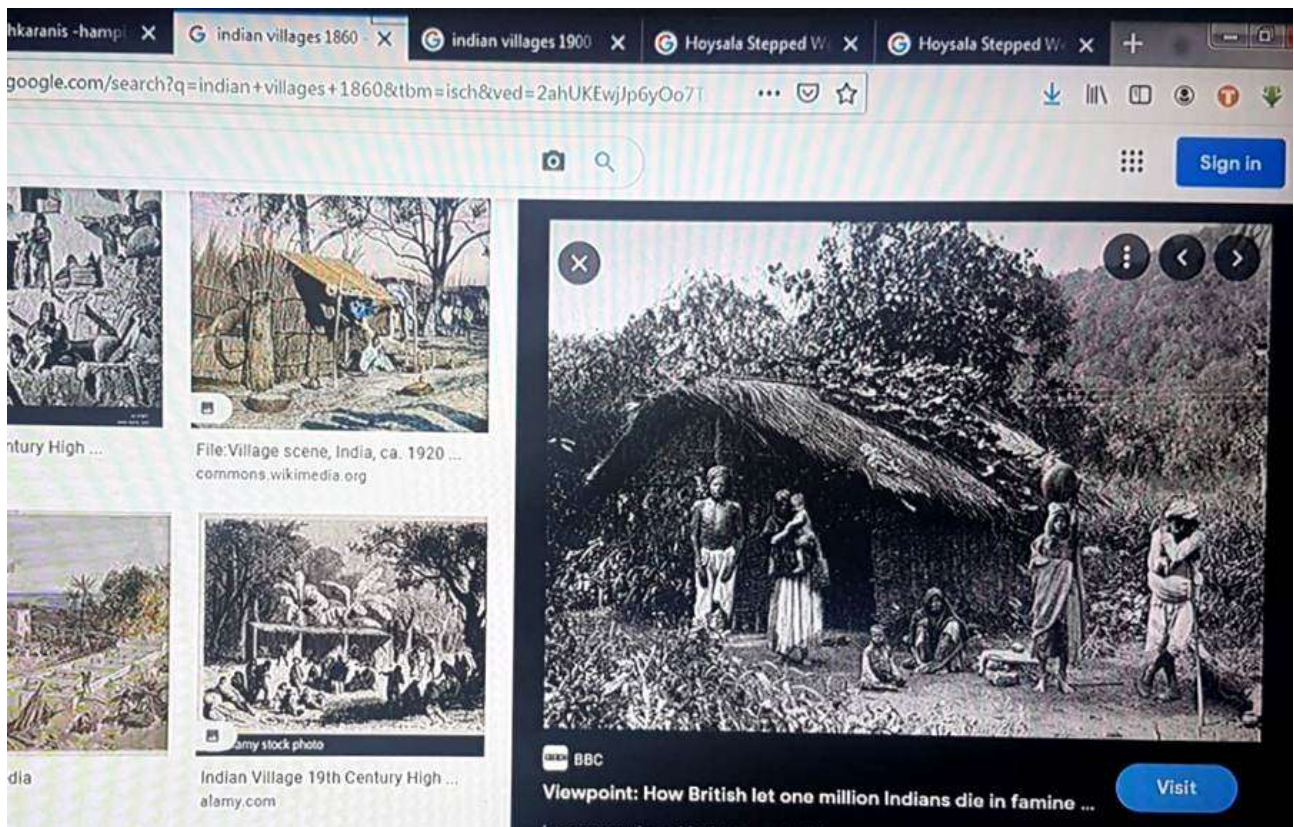 hkaranis -hampi
indian villages 1860 -
indian villages 1900
Hoysala Stepped W
Hoysala Stepped W
google.com/search?q=indian+villages+1860&tbm=isch&ved=2ahUKEwjJp6yOo7T
Sign in
ntury High ...
File:Village scene, India, ca. 1920 ...
commons.wikimedia.org
amy stock photo
dia
Indian Village 19th Century High ...
alamy.com
BBC
Viewpoint: How British let one million Indians die in famine ...
Visit